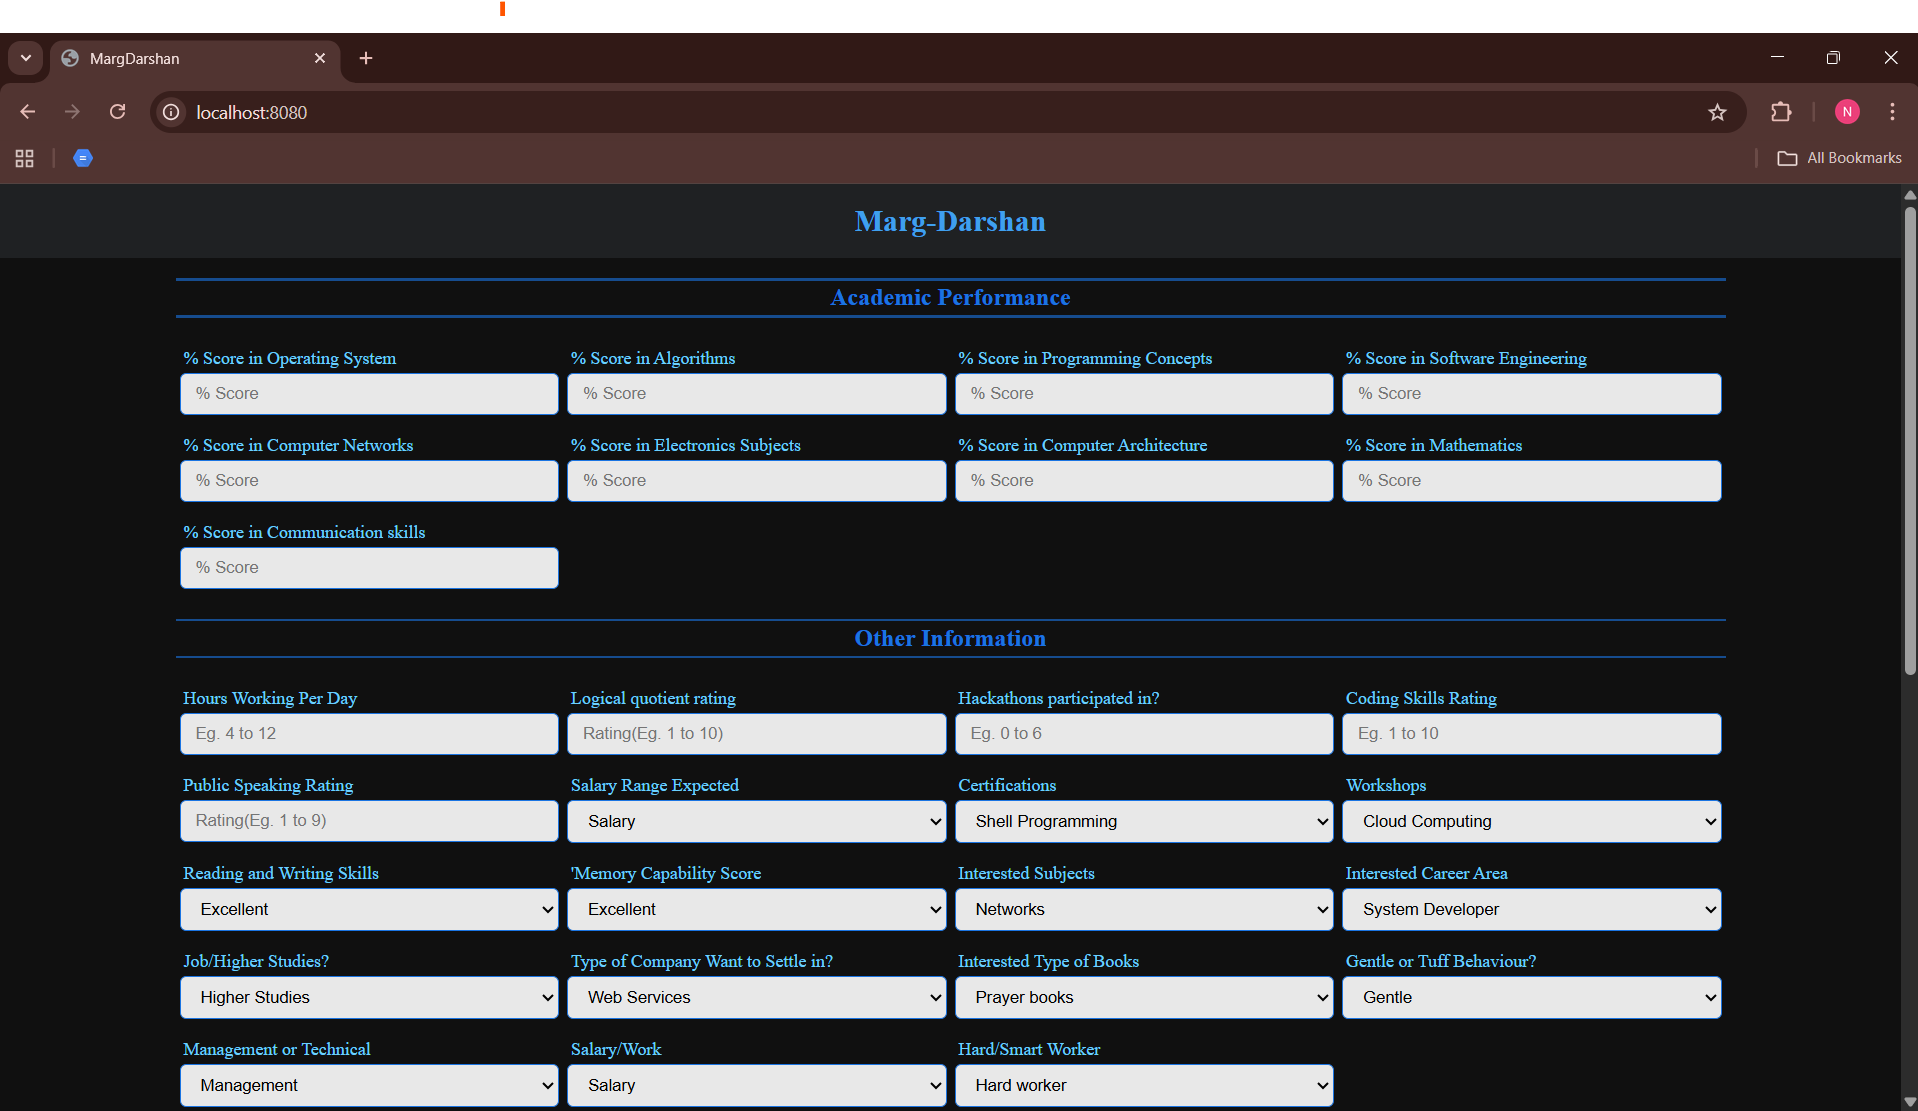 MargDarshan
localhost:8080
N
All Bookmarks
Marg-Darshan
Academic Performance
% Score in Operating System % Score in Algorithms % Score in Programming Concepts % Score in Software Engineering
% Score % Score % Score % Score
% Score in Computer Networks % Score in Electronics Subjects % Score in Computer Architecture % Score in Mathematics
% Score % Score % Score % Score
% Score in Communication skills
% Score
Other Information
Hours Working Per Day Logical quotient rating Hackathons participated in? Coding Skills Rating
Eg. 4 to 12 Rating(Eg. 1 to 10) Eg. 0 to 6 Eg. 1 to 10
Public Speaking Rating Salary Range Expected Certifications Workshops
Rating(Eg. 1 to 9) Salary Shell Programming Cloud Computing
Reading and Writing Skills 'Memory Capability Score Interested Subjects Interested Career Area
Excellent Excellent Networks System Developer
Job/Higher Studies? Type of Company Want to Settle in? Interested Type of Books Gentle or Tuff Behaviour?
Higher Studies Web Services Prayer books Gentle
Management or Technical Salary/Work Hard/Smart Worker
Management Salary Hard worker